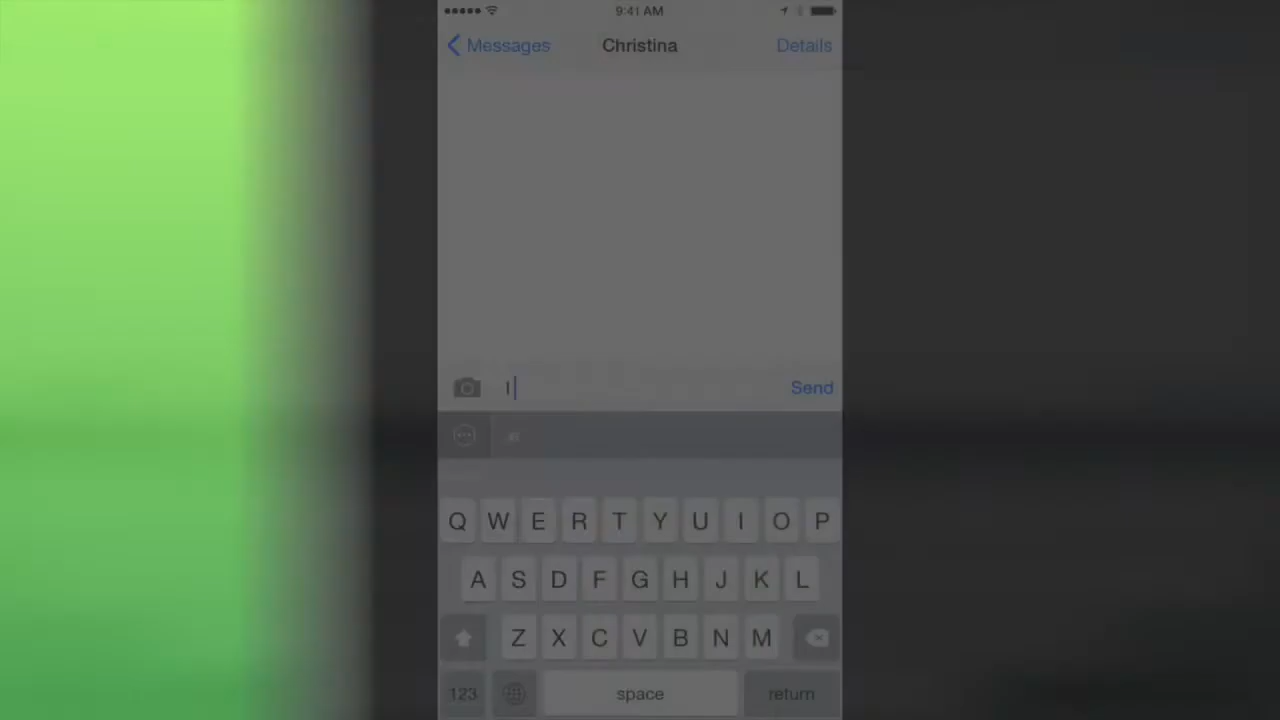 9:41 AM
Messages Christina Details
I Send
Q W E R T Y U I O P
A S D F G H J K L
Z X C V B N M
123 space return